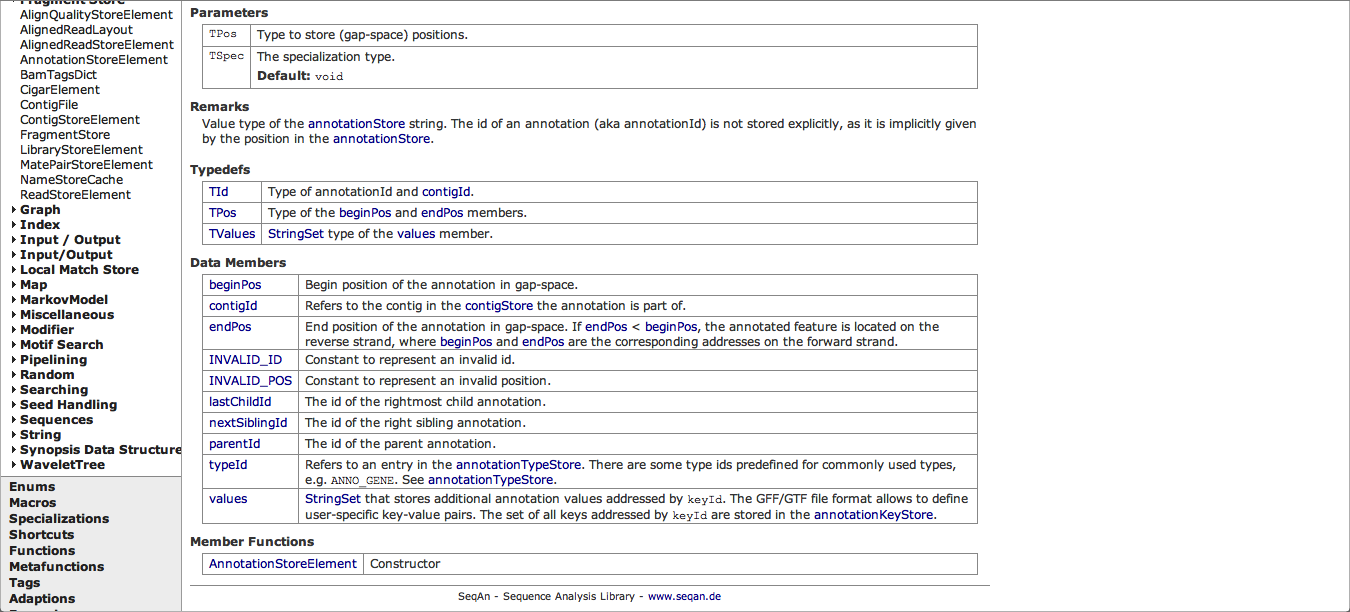 Fragment Store
AlignQualityStoreElement
AlignedReadLayout
AlignedReadStoreElement
AnnotationStoreElement
BamTagsDict
CigarElement
ContigFile
ContigStoreElement
FragmentStore
LibraryStoreElement
MatePairStoreElement
NameStoreCache
ReadStoreElement
Graph
Index
Input / Output
Input/Output
Local Match Store
Map
MarkovModel
Miscellaneous
Modifier
Motif Search
Pipelining
Random
Searching
Seed Handling
Sequences
String
Synopsis Data Structure
WaveletTree
Enums
Macros
Specializations
Shortcuts
Functions
Metafunctions
Tags
Adaptions
Parameters
TPos Type to store (gap-space) positions.
TSpec The specialization type.
Default: void
Remarks
Value type of the annotationStore string. The id of an annotation (aka annotationId) is not stored explicitly, as it is implicitly given
by the position in the annotationStore.
Typedefs
TId Type of annotationId and contigId.
TPos Type of the beginPos and endPos members.
TValues StringSet type of the values member.
Data Members
beginPos Begin position of the annotation in gap-space.
contigId Refers to the contig in the contigStore the annotation is part of.
endPos End position of the annotation in gap-space. If endPos < beginPos, the annotated feature is located on the
reverse strand, where beginPos and endPos are the corresponding addresses on the forward strand.
INVALID_ID Constant to represent an invalid id.
INVALID_POS Constant to represent an invalid position.
lastChildId The id of the rightmost child annotation.
nextSiblingId The id of the right sibling annotation.
parentId The id of the parent annotation.
typeId Refers to an entry in the annotationTypeStore. There are some type ids predefined for commonly used types,
e.g. ANNO_GENE. See annotationTypeStore.
values StringSet that stores additional annotation values addressed by keyId. The GFF/GTF file format allows to define
user-specific key-value pairs. The set of all keys addressed by keyId are stored in the annotationKeyStore.
Member Functions
AnnotationStoreElement Constructor
SeqAn - Sequence Analysis Library - www.seqan.de